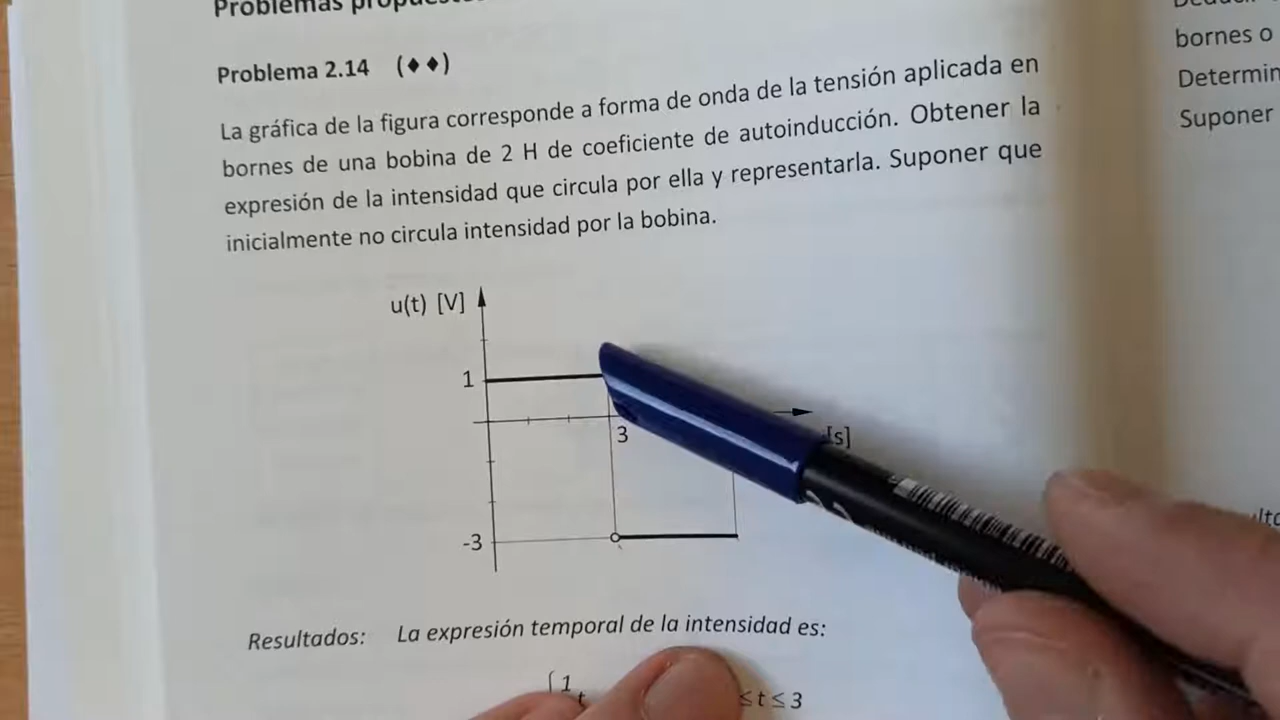 Problemas
Problema 2.14 (♦♦)
La gráfica de la figura corresponde a forma de onda de la tensión aplicada en
bornes de una bobina de 2 H de coeficiente de autoinducción. Obtener la
expresión de la intensidad que circula por ella y representarla. Suponer que
inicialmente no circula intensidad por la bobina.
u(t) [V]
1
3
[s]
-3
Resultados: La expresión temporal de la intensidad es:
1
t
≤ t ≤ 3
bornes o
Suponer